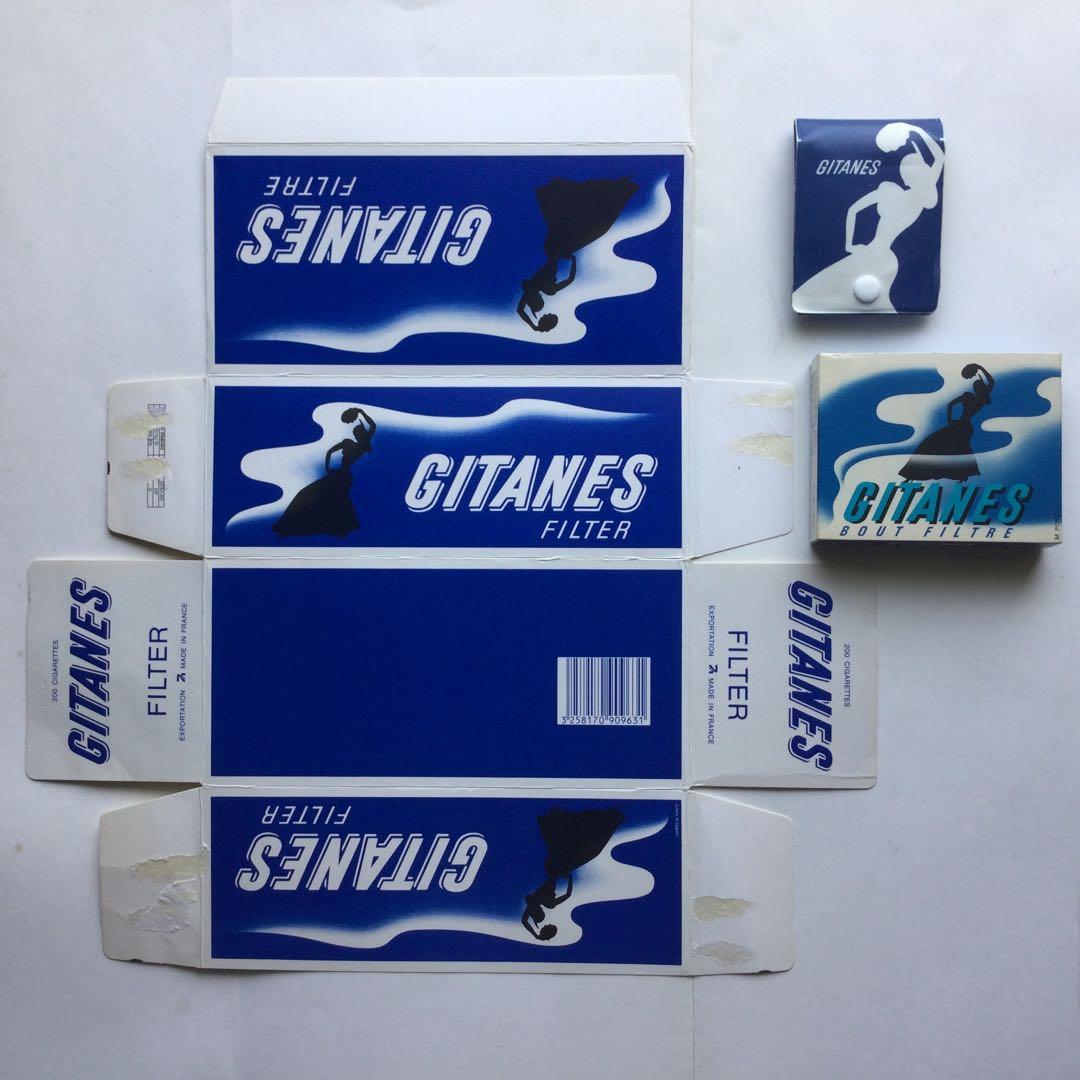 GITANES
FILTRE
GITANES
GITANES
BOUT FILTRE
GITANES
FILTER
200 CIGARETTES
GITANES
FILTER
EXPORTATION MADE IN FRANCE
3 258170 909631
EXPORTATION MADE IN FRANCE
FILTER
GITANES
200 CIGARETTES
GITANES
FILTER